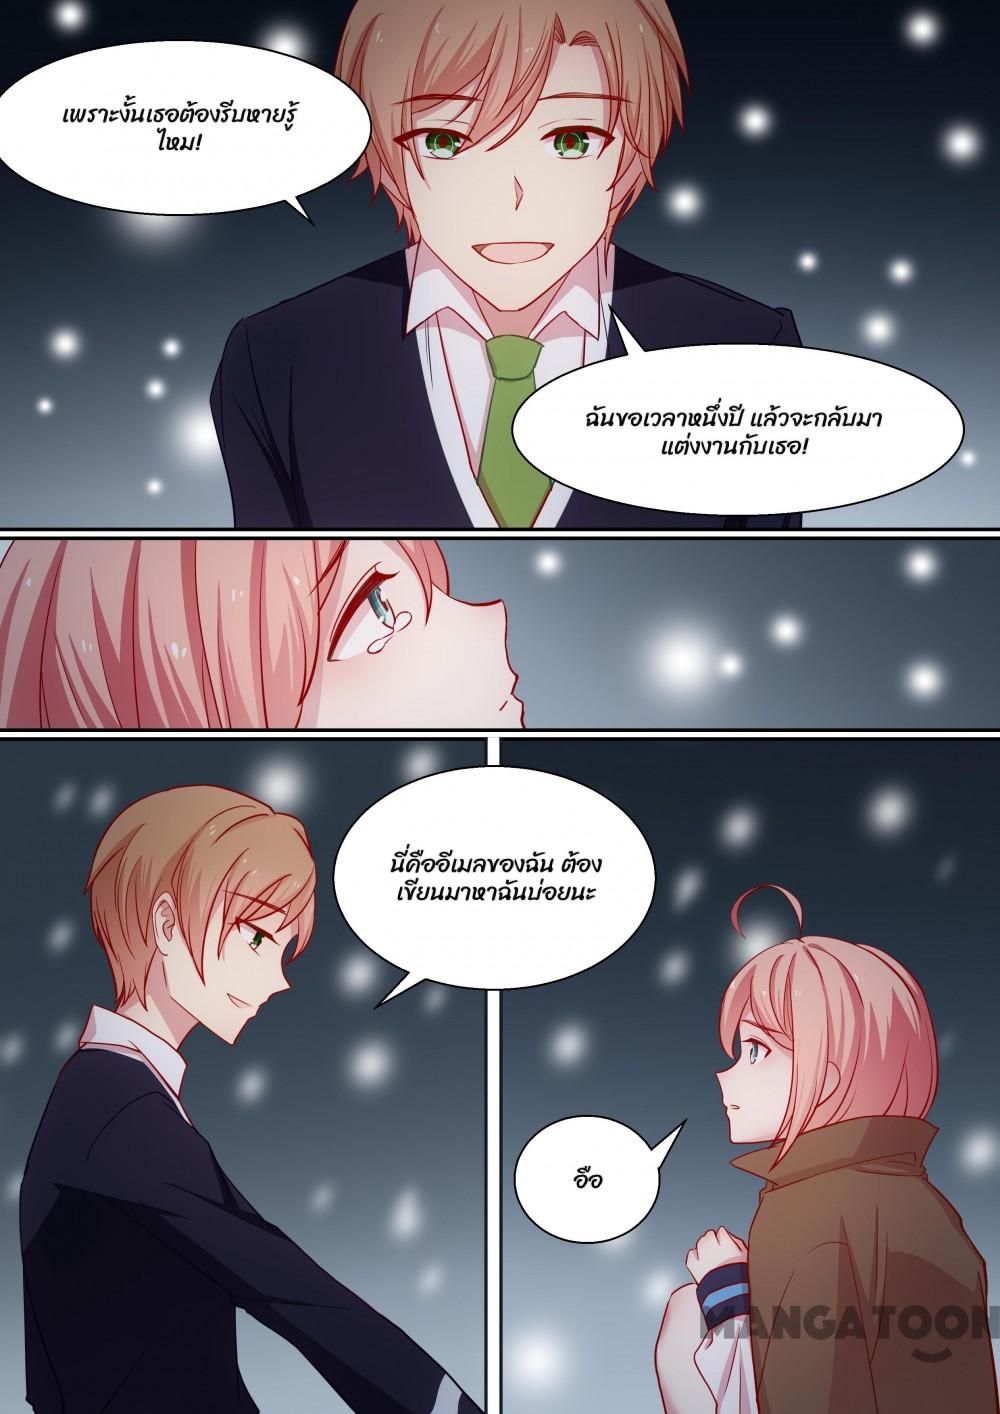 เพราะงั้นเธอต้องรีบหายรู้
ไหม!
ฉันขอเวลาหนึ่งปี แล้วจะกลับมา
แต่งงานกับเธอ!
นี่คืออีเมลของฉัน ต้อง
เขียนมาหาฉันบ่อยนะ
อือ
MANGATOON